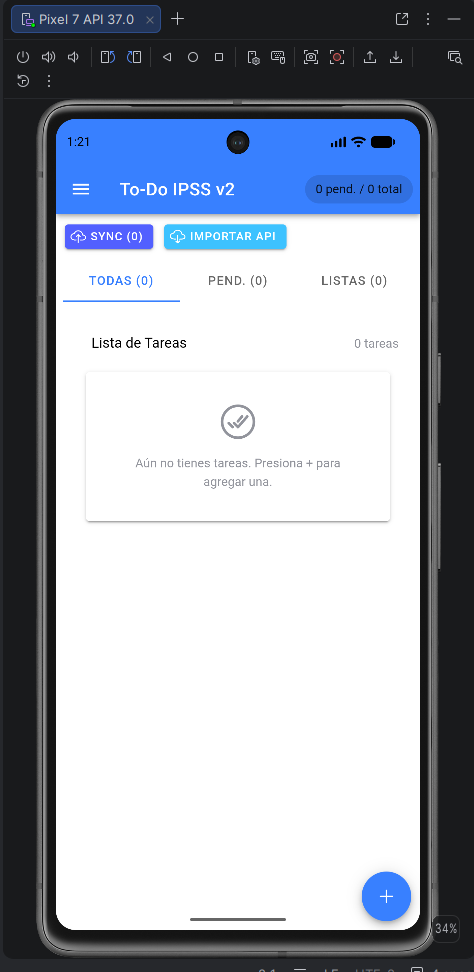 Pixel 7 API 37.0
1:21
To-Do IPSS v2
0 pend. / 0 total
SYNC (0)
IMPORTAR API
TODAS (0)
PEND. (0)
LISTAS (0)
Lista de Tareas
0 tareas
Aún no tienes tareas. Presiona + para
agregar una.
34%